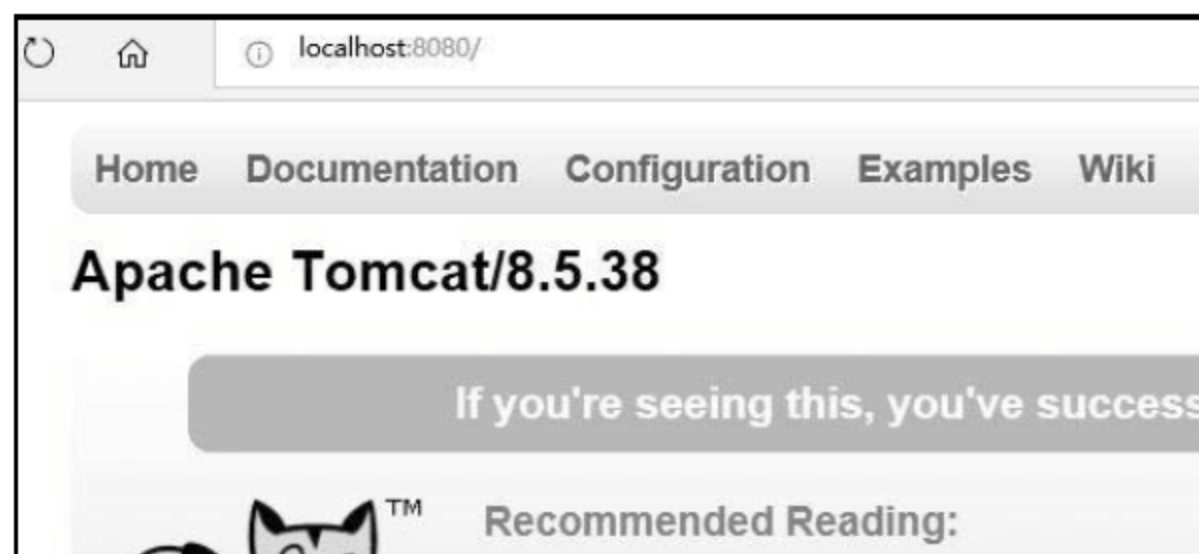 localhost:8080/
Home Documentation Configuration Examples Wiki
Apache Tomcat/8.5.38
If you're seeing this, you've success
TM
Recommended Reading: